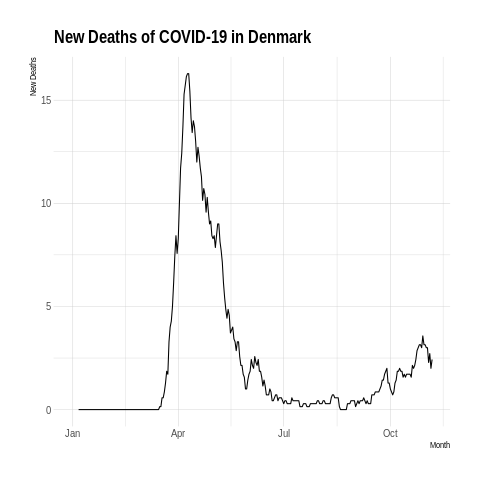 New Deaths of COVID-19 in Denmark
New Deaths
15
10
5
0
Jan
Apr
Jul
Oct
Month